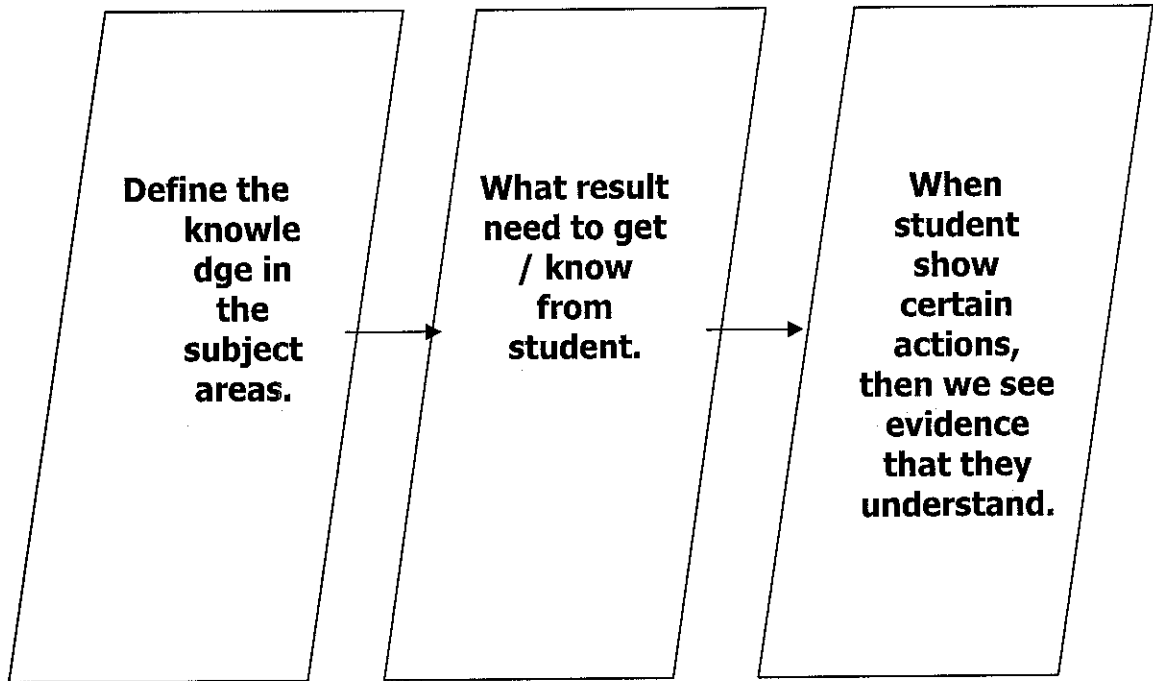 Define the
knowle
dge in
the
subject
areas.
What result
need to get
/ know
from
student.
When
student
show
certain
actions,
then we see
evidence
that they
understand.